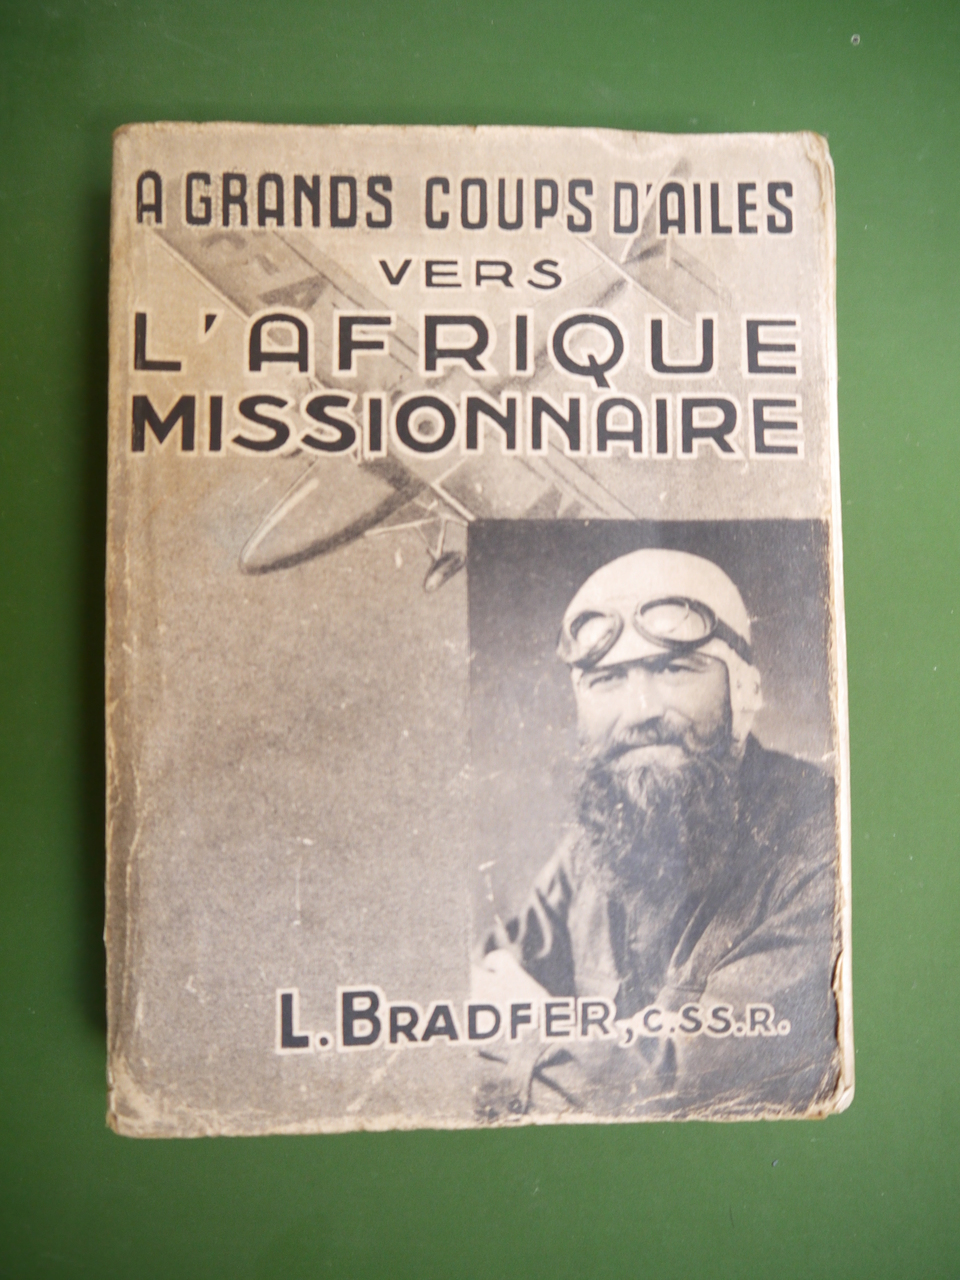 A GRANDS COUPS D'AILES
VERS
L'AFRIQUE
MISSIONNAIRE
L. BRADFER, C.SS.R.